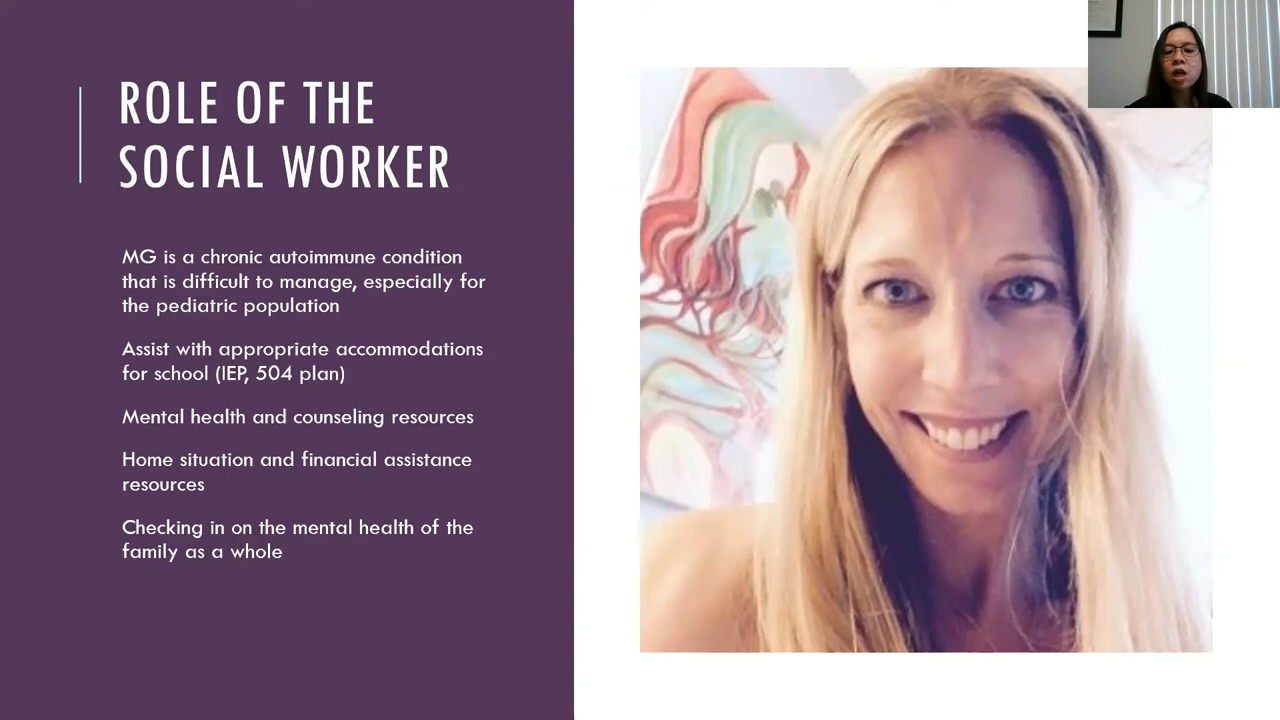 ROLE OF THE
SOCIAL WORKER
MG is a chronic autoimmune condition
that is difficult to manage, especially for
the pediatric population
Assist with appropriate accommodations
for school (IEP, 504 plan)
Mental health and counseling resources
Home situation and financial assistance
resources
Checking in on the mental health of the
family as a whole